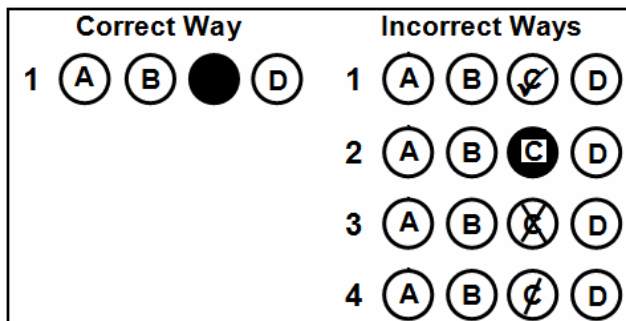 Correct Way
1 A B D
Incorrect Ways
1 A B C D
2 A B C D
3 A B C D
4 A B C D